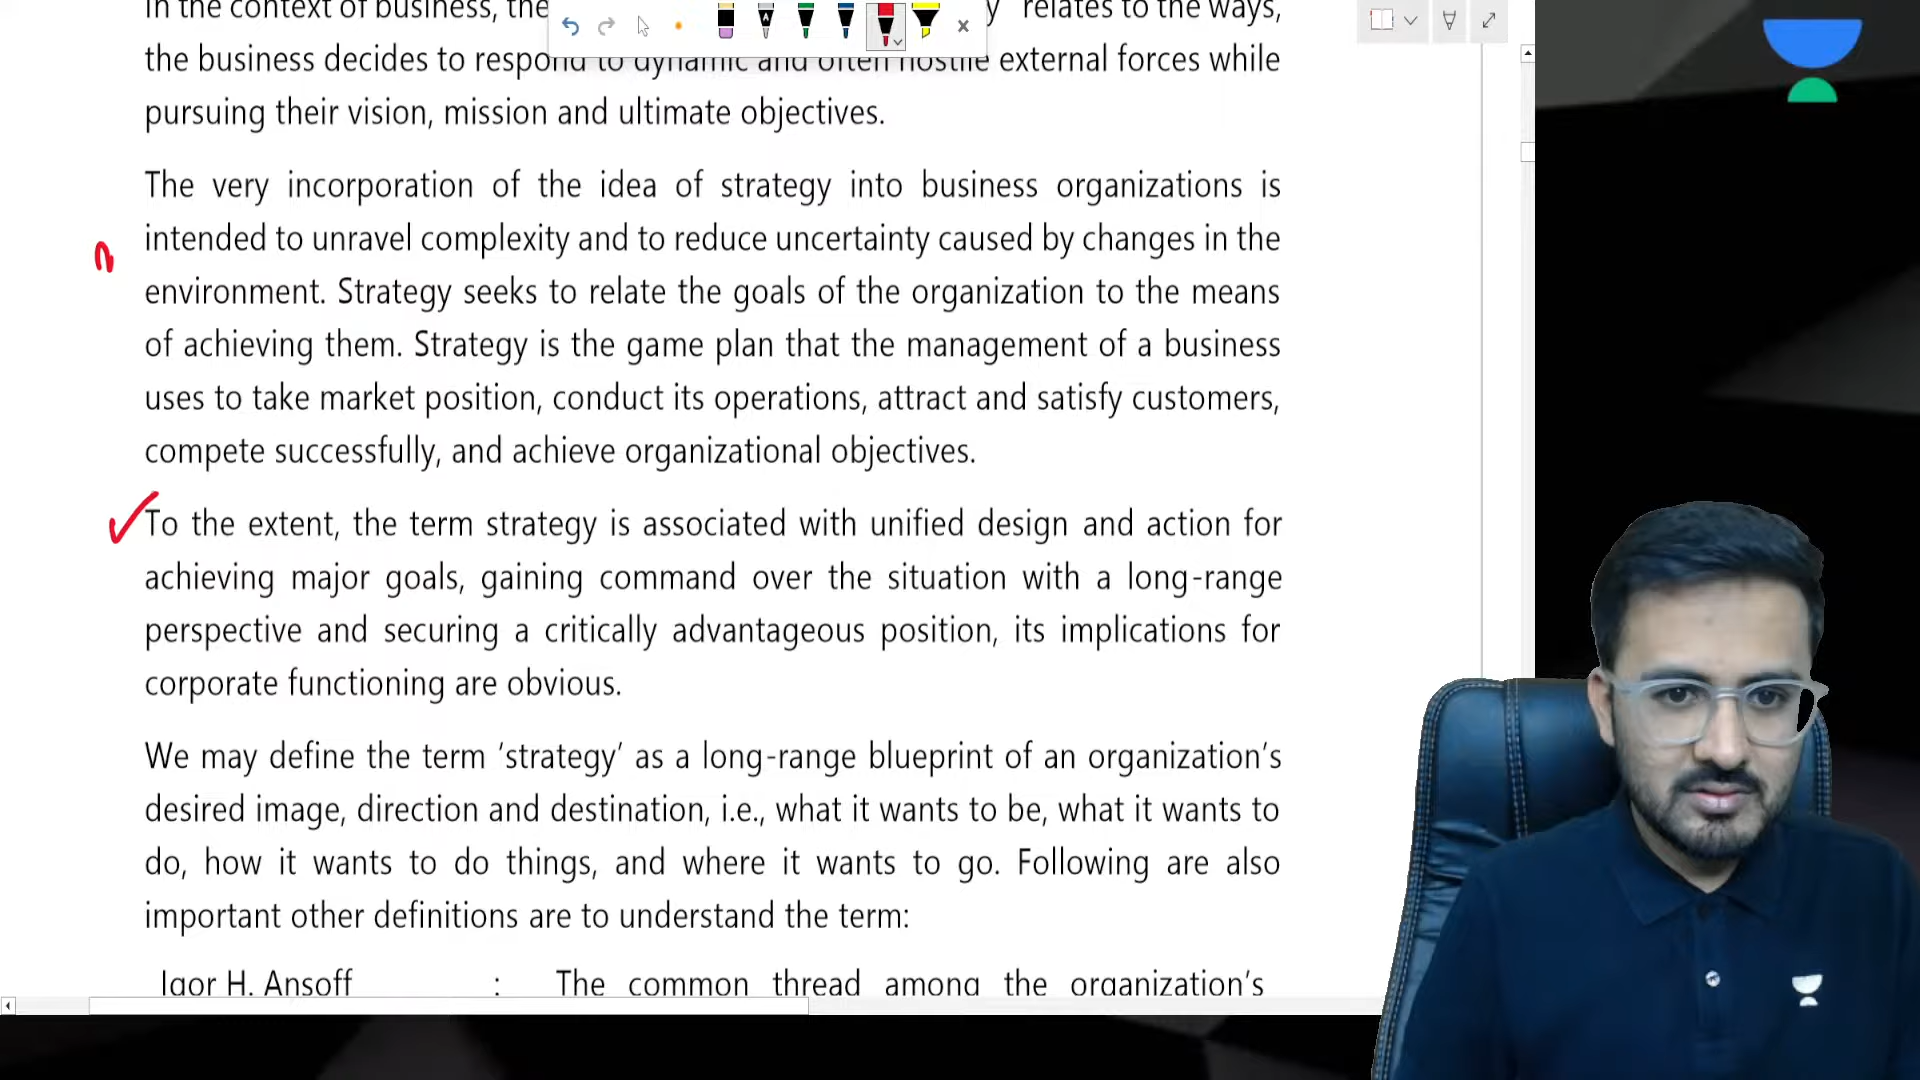 In the context of business, the y relates to the ways,
the business decides to respond to dynamic and often hostile external forces while
pursuing their vision, mission and ultimate objectives.
The very incorporation of the idea of strategy into business organizations is
intended to unravel complexity and to reduce uncertainty caused by changes in the
environment. Strategy seeks to relate the goals of the organization to the means
of achieving them. Strategy is the game plan that the management of a business
uses to take market position, conduct its operations, attract and satisfy customers,
compete successfully, and achieve organizational objectives.
To the extent, the term strategy is associated with unified design and action for
achieving major goals, gaining command over the situation with a long-range
perspective and securing a critically advantageous position, its implications for
corporate functioning are obvious.
We may define the term ‘strategy’ as a long-range blueprint of an organization’s
desired image, direction and destination, i.e., what it wants to be, what it wants to
do, how it wants to do things, and where it wants to go. Following are also
important other definitions are to understand the term:
Igor H. Ansoff : The common thread among the organization’s